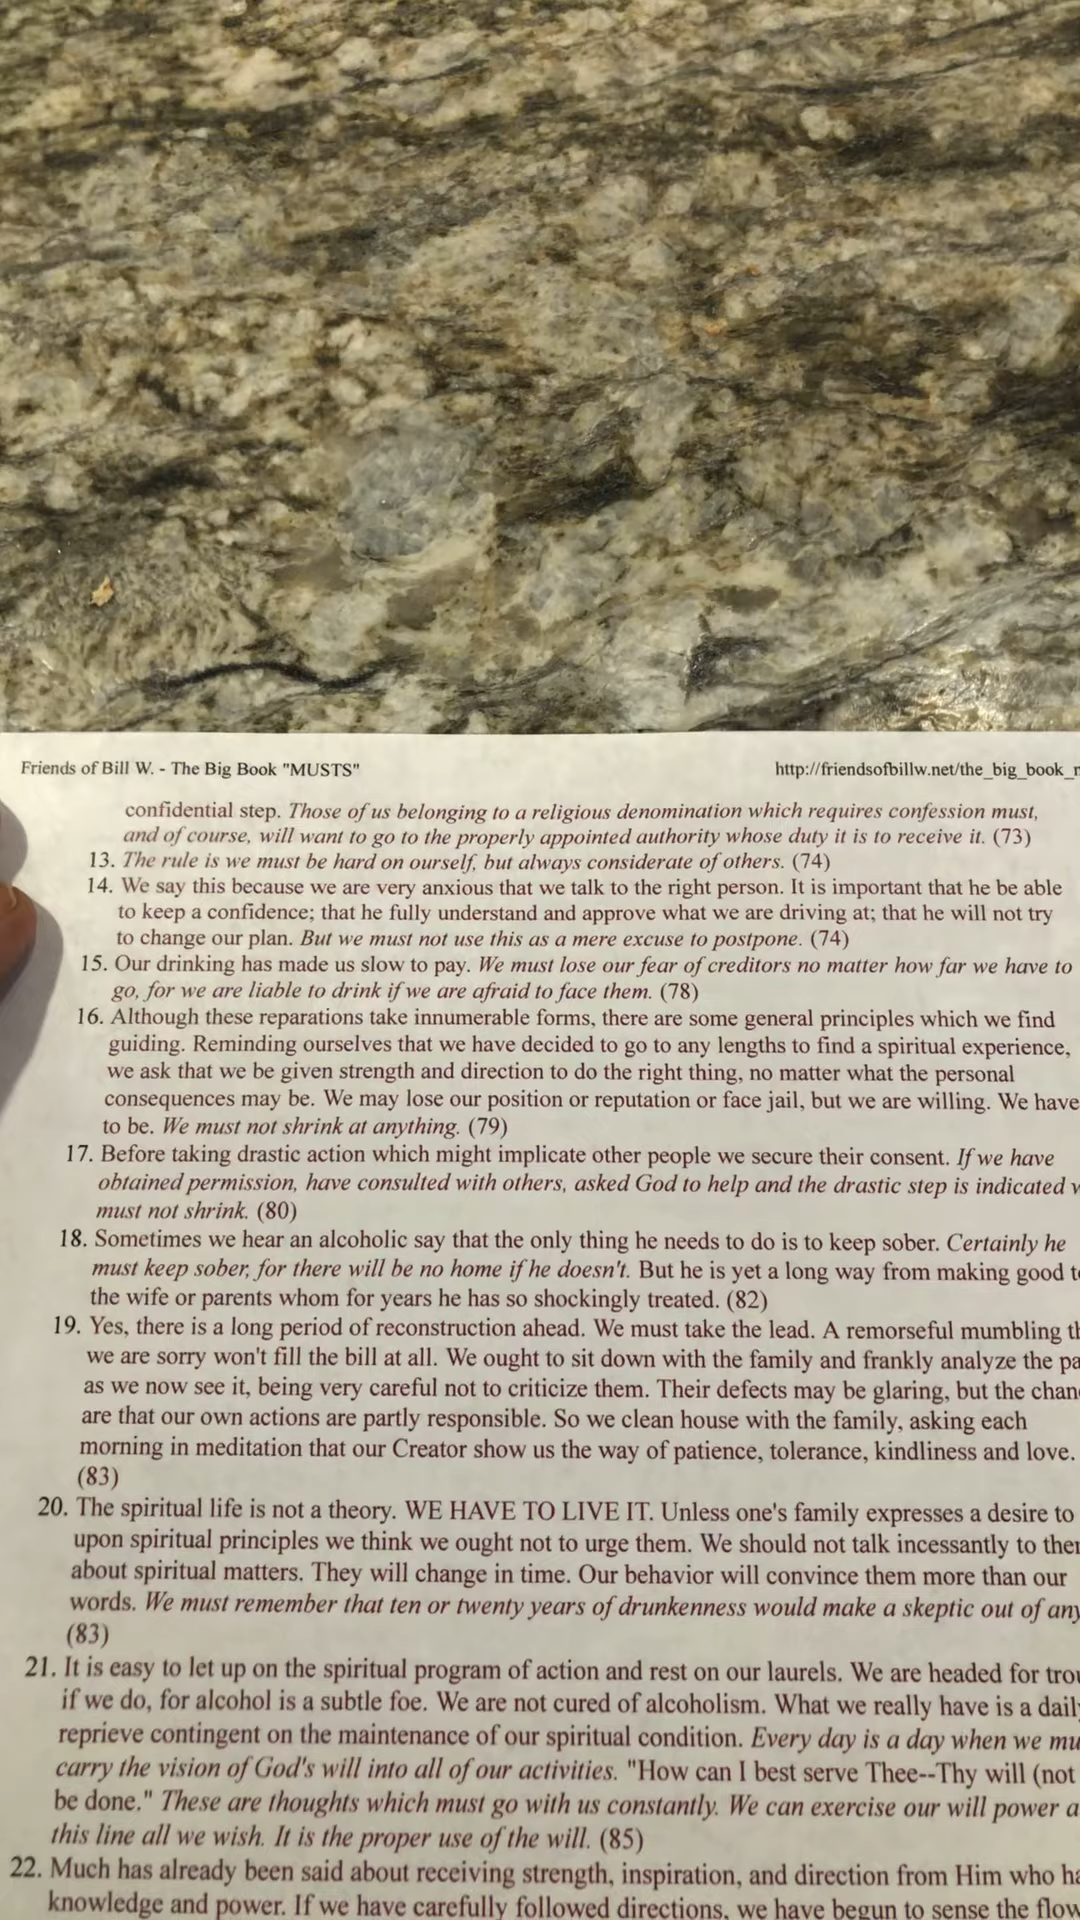 Friends of Bill W. - The Big Book "MUSTS"
http://friendsofbillw.net/the_big_book_
confidential step. Those of us belonging to a religious denomination which requires confession must,
and of course, will want to go to the properly appointed authority whose duty it is to receive it. (73)
13. The rule is we must be hard on ourself, but always considerate of others. (74)
14. We say this because we are very anxious that we talk to the right person. It is important that he be able
to keep a confidence; that he fully understand and approve what we are driving at; that he will not try
to change our plan. But we must not use this as a mere excuse to postpone. (74)
15. Our drinking has made us slow to pay. We must lose our fear of creditors no matter how far we have to
go, for we are liable to drink if we are afraid to face them. (78)
16. Although these reparations take innumerable forms, there are some general principles which we find
guiding. Reminding ourselves that we have decided to go to any lengths to find a spiritual experience,
we ask that we be given strength and direction to do the right thing, no matter what the personal
consequences may be. We may lose our position or reputation or face jail, but we are willing. We have
to be. We must not shrink at anything. (79)
17. Before taking drastic action which might implicate other people we secure their consent. If we have
obtained permission, have consulted with others, asked God to help and the drastic step is indicated
must not shrink. (80)
18. Sometimes we hear an alcoholic say that the only thing he needs to do is to keep sober. Certainly he
must keep sober, for there will be no home if he doesn't. But he is yet a long way from making good
the wife or parents whom for years he has so shockingly treated. (82)
19. Yes, there is a long period of reconstruction ahead. We must take the lead. A remorseful mumbling
we are sorry won't fill the bill at all. We ought to sit down with the family and frankly analyze the
as we now see it, being very careful not to criticize them. Their defects may be glaring, but the
are that our own actions are partly responsible. So we clean house with the family, asking each
morning in meditation that our Creator show us the way of patience, tolerance, kindliness and love.
(83)
20. The spiritual life is not a theory. WE HAVE TO LIVE IT. Unless one's family expresses a desire to
upon spiritual principles we think we ought not to urge them. We should not talk incessantly to
about spiritual matters. They will change in time. Our behavior will convince them more than our
words. We must remember that ten or twenty years of drunkenness would make a skeptic out of
(83)
21. It is easy to let up on the spiritual program of action and rest on our laurels. We are headed for
if we do, for alcohol is a subtle foe. We are not cured of alcoholism. What we really have is a daily
reprieve contingent on the maintenance of our spiritual condition. Every day is a day when we
carry the vision of God's will into all of our activities. "How can I best serve Thee--Thy will (not
be done." These are thoughts which must go with us constantly. We can exercise our will power
this line all we wish. It is the proper use of the will. (85)
22. Much has already been said about receiving strength, inspiration, and direction from Him who
knowledge and power. If we have carefully followed directions, we have begun to sense the flow